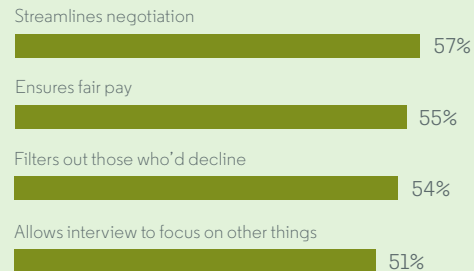 Streamlines negotiation
57%
Ensures fair pay
55%
Filters out those who'd decline
54%
Allows interview to focus on other things
51%